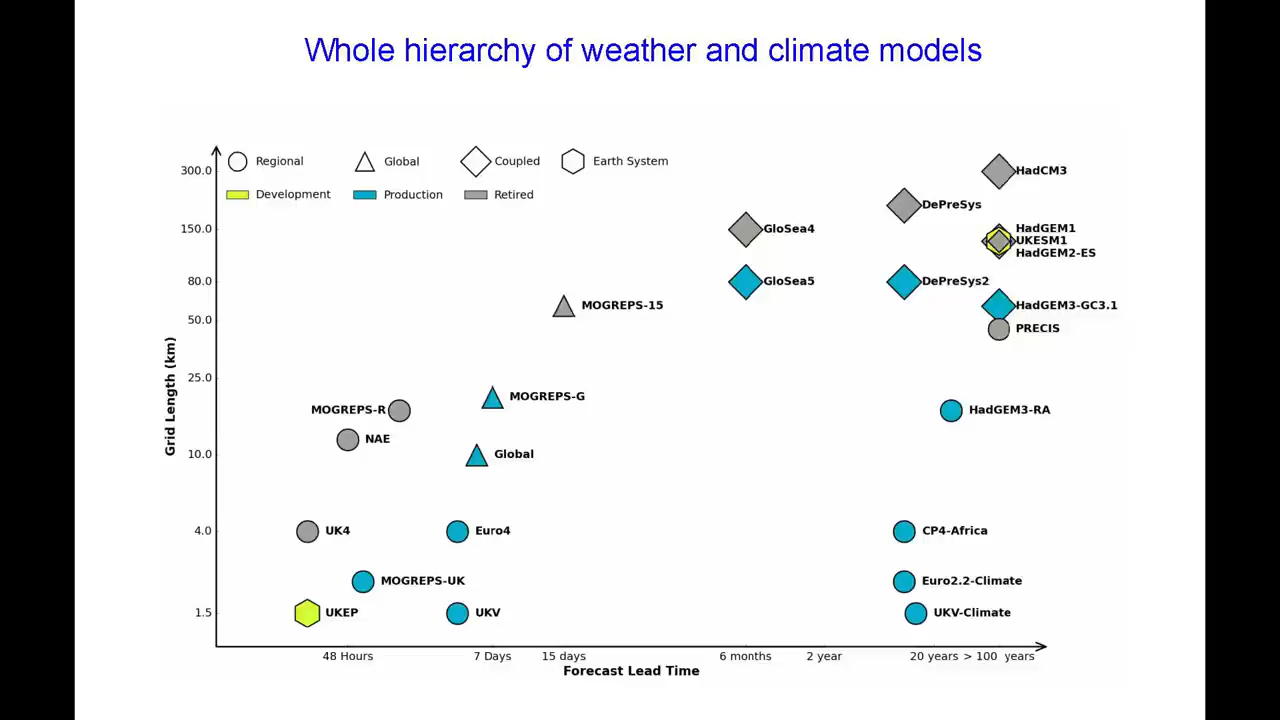 Whole hierarchy of weather and climate models
Regional Global Coupled Earth System
Development Production Retired
300.0
150.0
80.0
50.0
25.0
10.0
4.0
1.5
Grid Length (km)
HadCM3
DePreSys
GloSea4
HadGEM1
UKESM1
HadGEM2-ES
GloSea5
DePreSys2
MOGREPS-15
HadGEM3-GC3.1
PRECIS
MOGREPS-G
MOGREPS-R
HadGEM3-RA
NAE
Global
UK4
Euro4
CP4-Africa
MOGREPS-UK
Euro2.2-Climate
UKEP
UKV
UKV-Climate
48 Hours 7 Days 15 days 6 months 2 year 20 years > 100 years
Forecast Lead Time